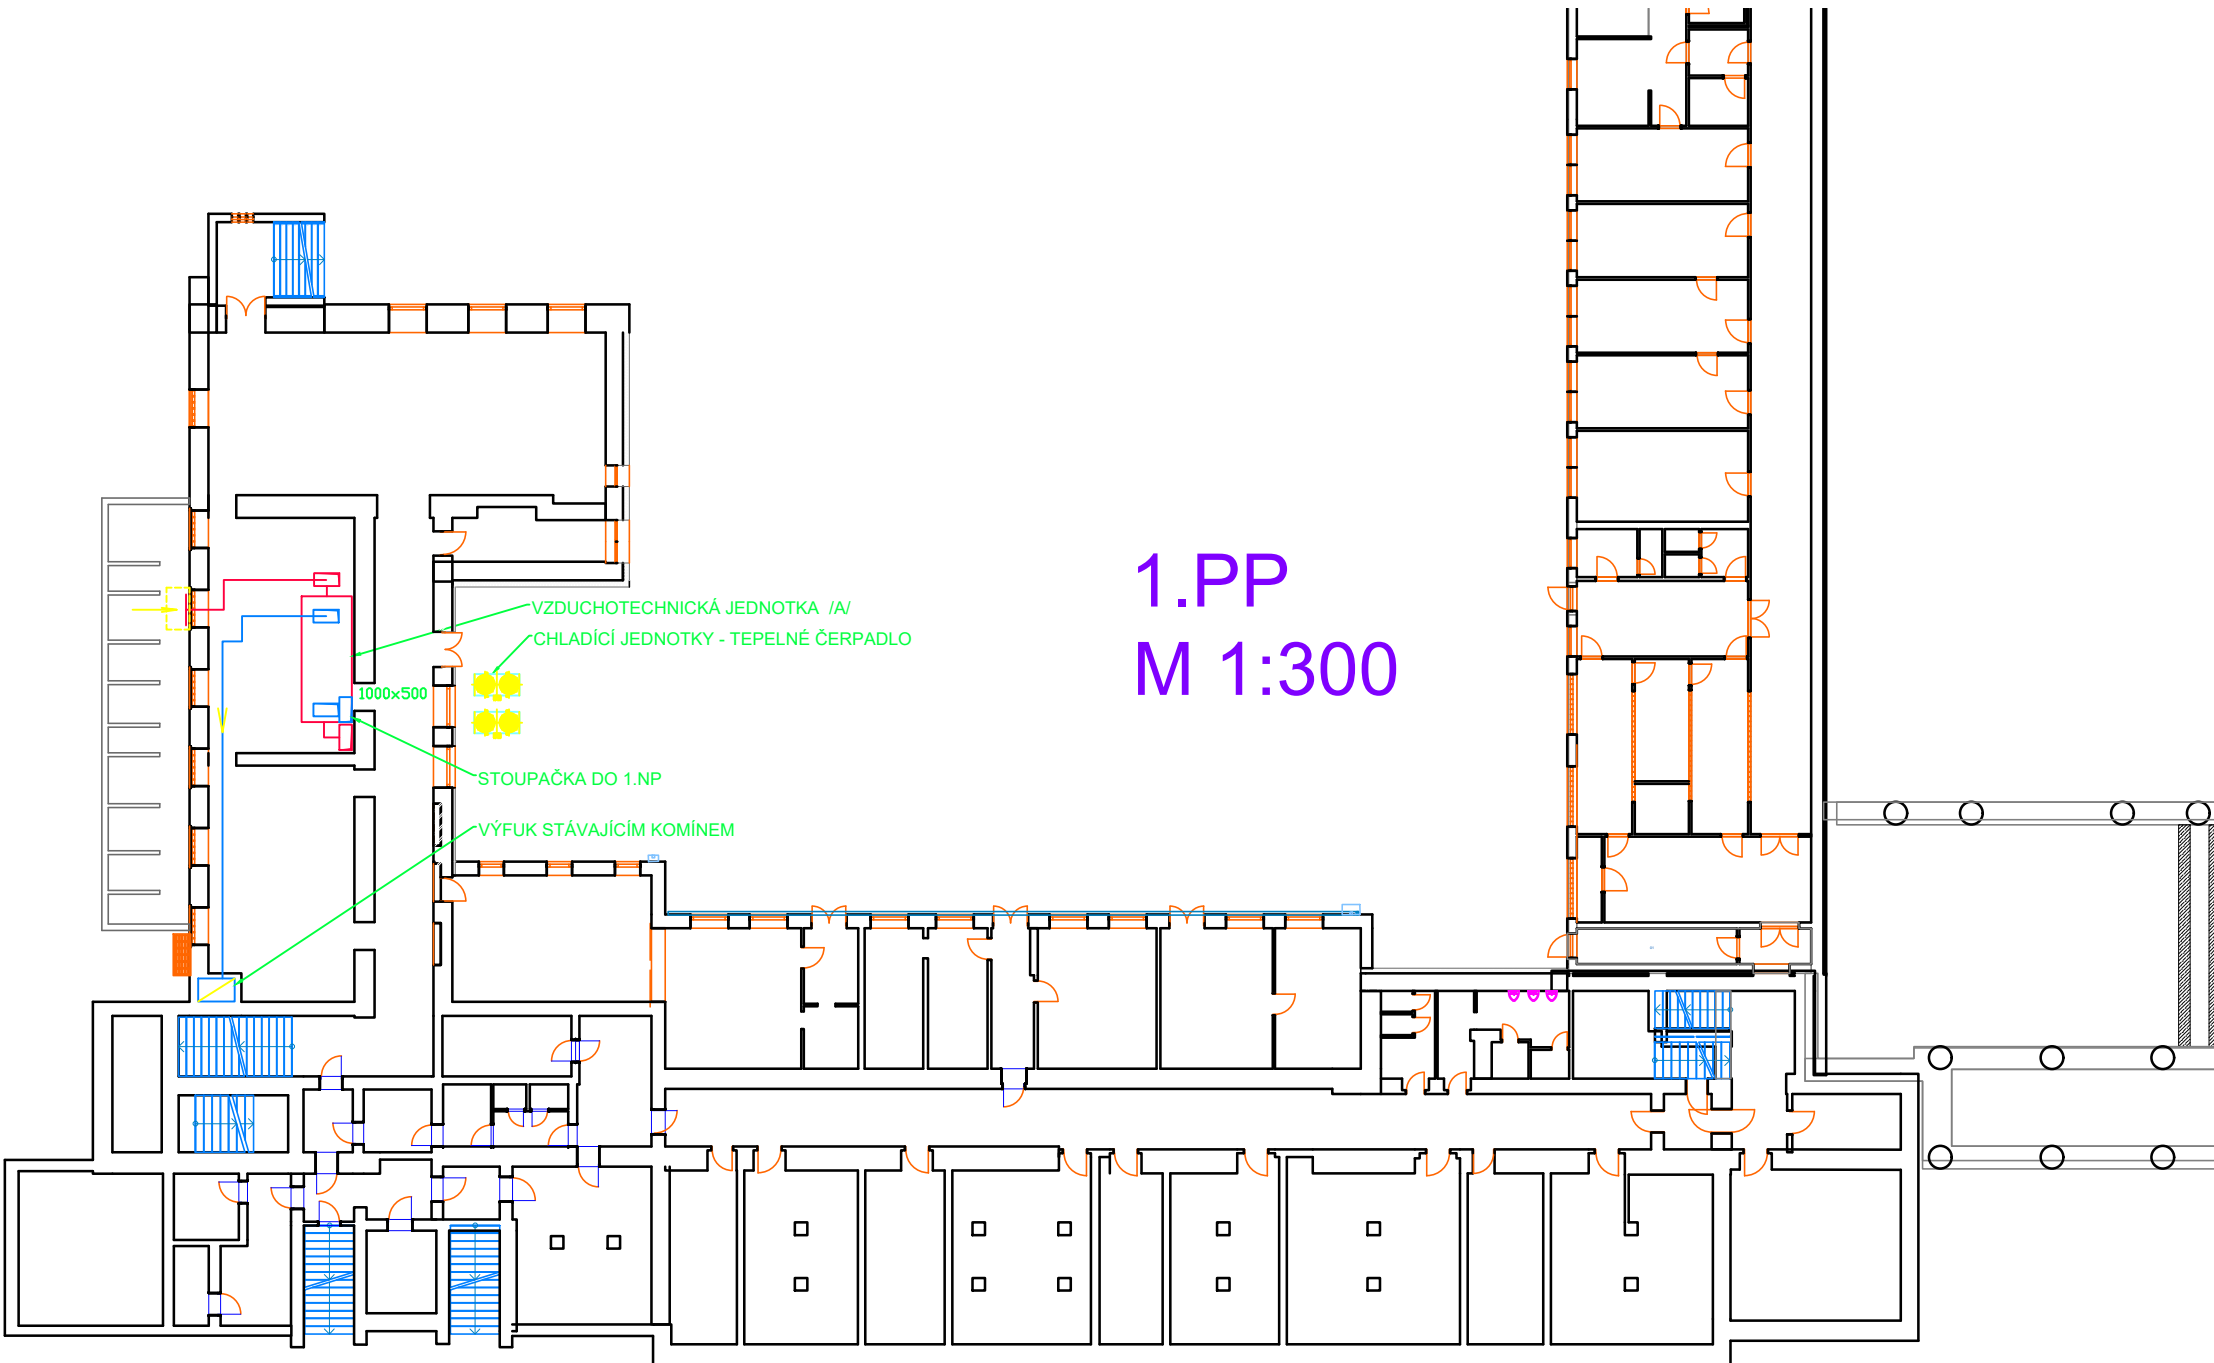 1.PP
M 1:300
VZDUCHOTECHNICKÁ JEDNOTKA /A/
CHLADÍCÍ JEDNOTKY - TEPELNÉ ČERPADLO
1000x500
STOUPAČKA DO 1.NP
VÝFUK STÁVAJÍCÍM KOMÍNEM